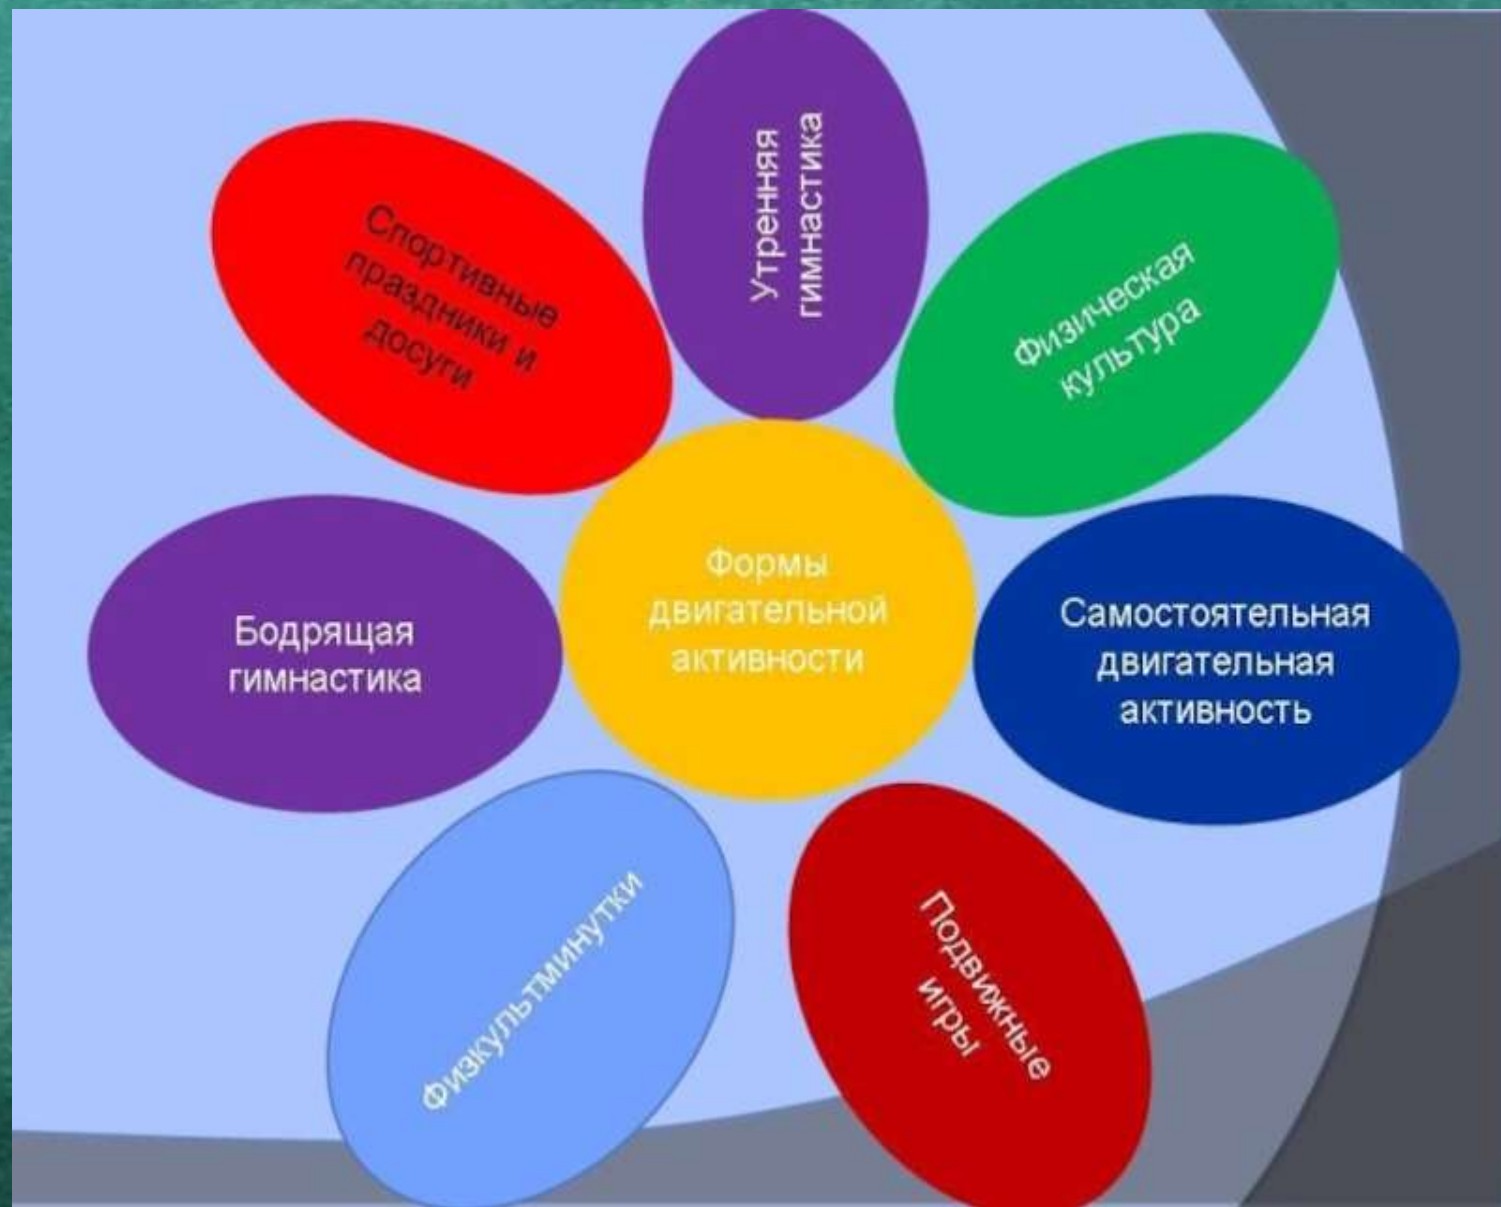 Утренняя
гимнастика
Спортивные
праздники и
досуги
Физическая
культура
Формы
двигательной
активности
Бодрящая
гимнастика
Самостоятельная
двигательная
активность
Физкультминутки
Подвижные
игры